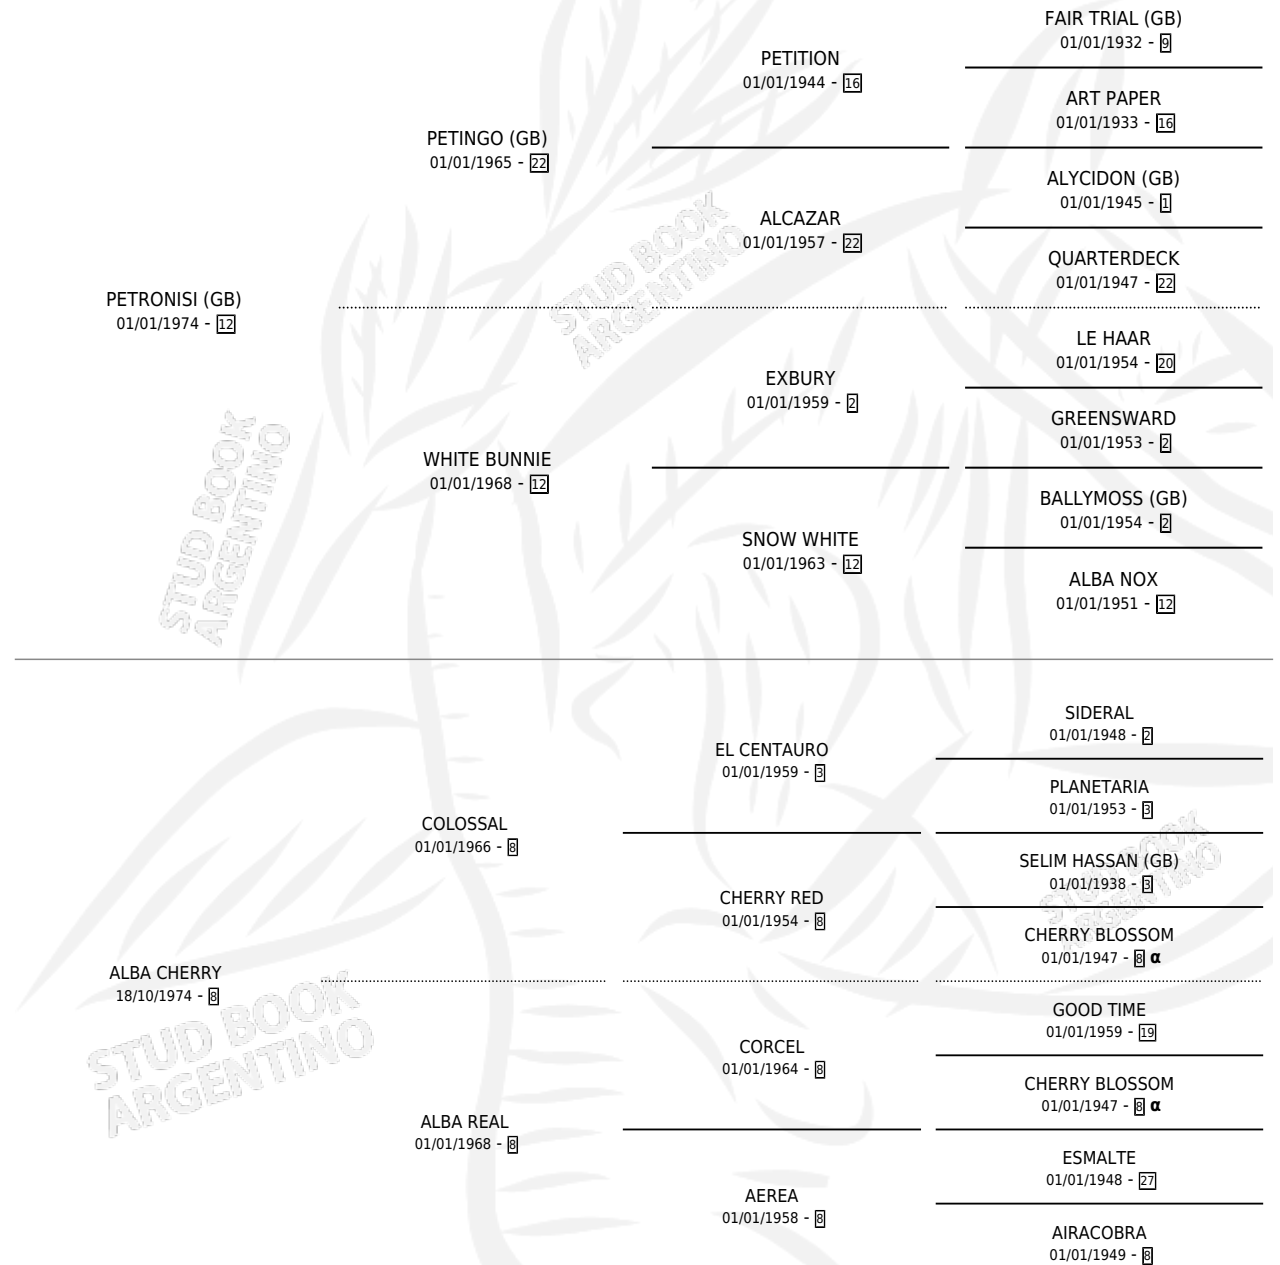 FAIR TRIAL (GB)
01/01/1932 - 9
PETITION
01/01/1944 - 16
ART PAPER
01/01/1933 - 16
PETINGO (GB)
01/01/1965 - 22
ALYCIDON (GB)
01/01/1945 - 1
ALCAZAR
01/01/1957 - 22
QUARTERDECK
01/01/1947 - 22
PETRONISI (GB)
01/01/1974 - 12
LE HAAR
01/01/1954 - 20
EXBURY
01/01/1959 - 2
GREENSWARD
01/01/1953 - 2
WHITE BUNNIE
01/01/1968 - 12
BALLYMOSS (GB)
01/01/1954 - 2
SNOW WHITE
01/01/1963 - 12
ALBA NOX
01/01/1951 - 12
SIDERAL
01/01/1948 - 2
EL CENTAURO
01/01/1959 - 3
PLANETARIA
01/01/1953 - 3
COLOSSAL
01/01/1966 - 8
SELIM HASSAN (GB)
01/01/1938 - 3
CHERRY RED
01/01/1954 - 8
CHERRY BLOSSOM
01/01/1947 - 8 α
ALBA CHERRY
18/10/1974 - 8
GOOD TIME
01/01/1959 - 19
CORCEL
01/01/1964 - 8
CHERRY BLOSSOM
01/01/1947 - 8 α
ALBA REAL
01/01/1968 - 8
ESMALTE
01/01/1948 - 27
AEREA
01/01/1958 - 8
AIRACOBRA
01/01/1949 - 8
STUD BOOK
ARGENTINO
STUD BOOK
ARGENTINO
STUD BOOK
ARGENTINO
STUD BOOK
ARGENTINO